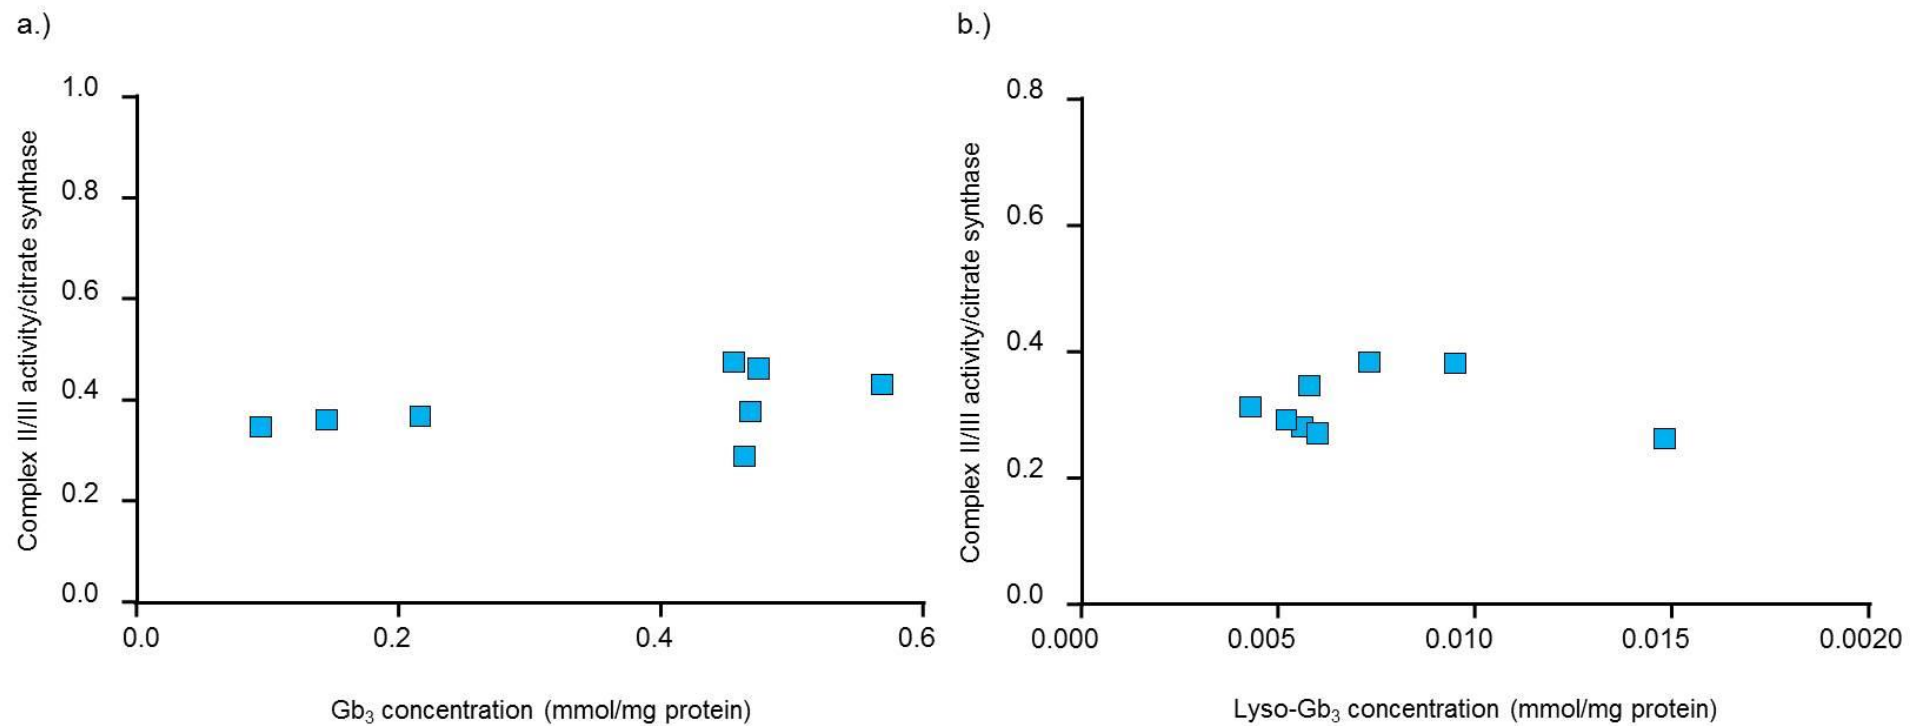 a.)
Complex II/III activity/citrate synthase
1.0
0.8
0.6
0.4
0.2
0.0
0.0 0.2 0.4 0.6
Gb₃ concentration (mmol/mg protein)
b.)
Complex II/III activity/citrate synthase
0.8
0.6
0.4
0.2
0.0
0.000 0.005 0.010 0.015 0.0020
Lyso-Gb₃ concentration (mmol/mg protein)